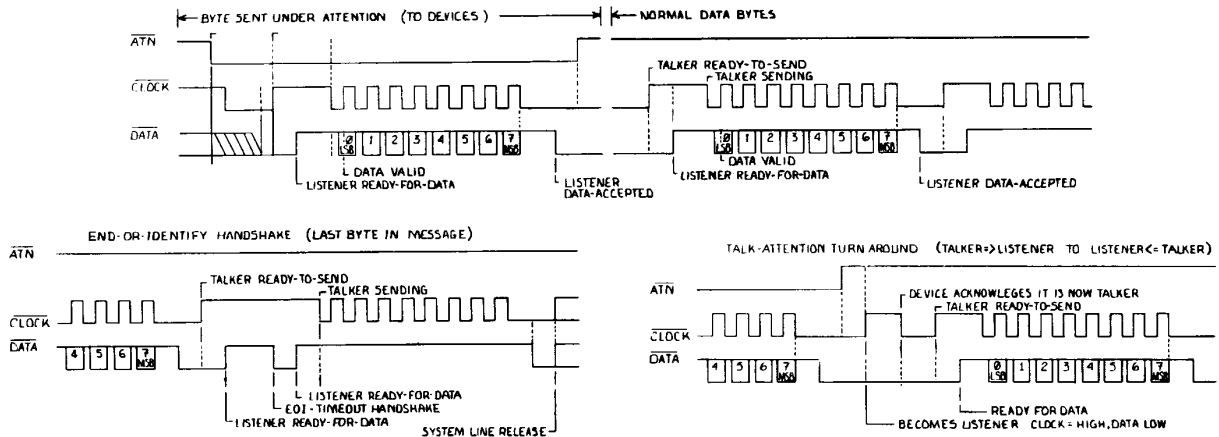 BYTE SENT UNDER ATTENTION (TO DEVICES)
NORMAL DATA BYTES
ATN
TALKER READY-TO-SEND
TALKER SENDING
CLOCK
DATA
0 LSB 1 2 3 4 5 6 7 MSB
0 LSB 1 2 3 4 5 6 7 MSB
DATA VALID
LISTENER READY-FOR-DATA
LISTENER
DATA-ACCEPTED
DATA VALID
LISTENER READY-FOR-DATA
LISTENER DATA-ACCEPTED
END-OR-IDENTIFY HANDSHAKE (LAST BYTE IN MESSAGE)
ATN
TALKER READY-TO-SEND
TALKER SENDING
CLOCK
DATA
4 5 6 7 MSB
LISTENER READY-FOR-DATA
EOI-TIMEOUT HANDSHAKE
LISTENER READY-FOR-DATA
SYSTEM LINE RELEASE
TALK-ATTENTION TURN AROUND (TALKER=>LISTENER TO LISTENER<=TALKER)
ATN
DEVICE ACKNOWLEGES IT IS NOW TALKER
TALKER READY-TO-SEND
CLOCK
DATA
4 5 6 7 MSB
0 LSB 1 2 3 4 5 6 7 MSB
READY FOR DATA
BECOMES LISTENER CLOCK=HIGH, DATA LOW